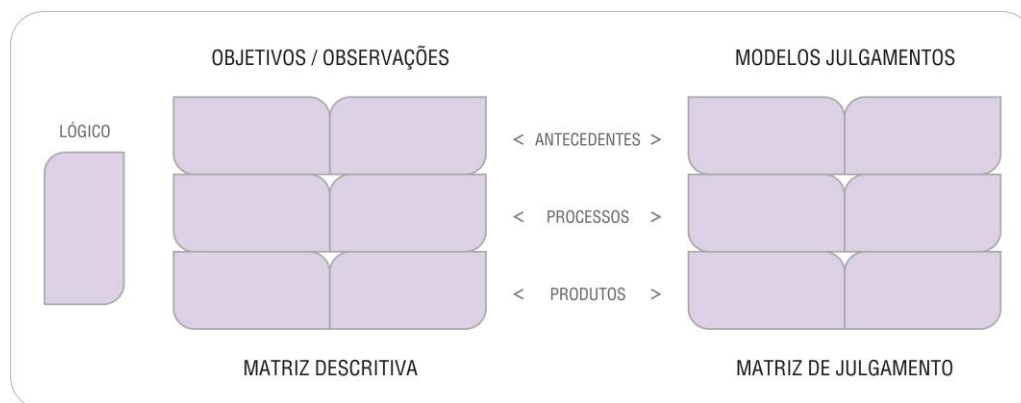 OBJETIVOS / OBSERVAÇÕES
MODELOS JULGAMENTOS
LÓGICO
< ANTECEDENTES >
< PROCESSOS >
< PRODUTOS >
MATRIZ DESCRITIVA
MATRIZ DE JULGAMENTO